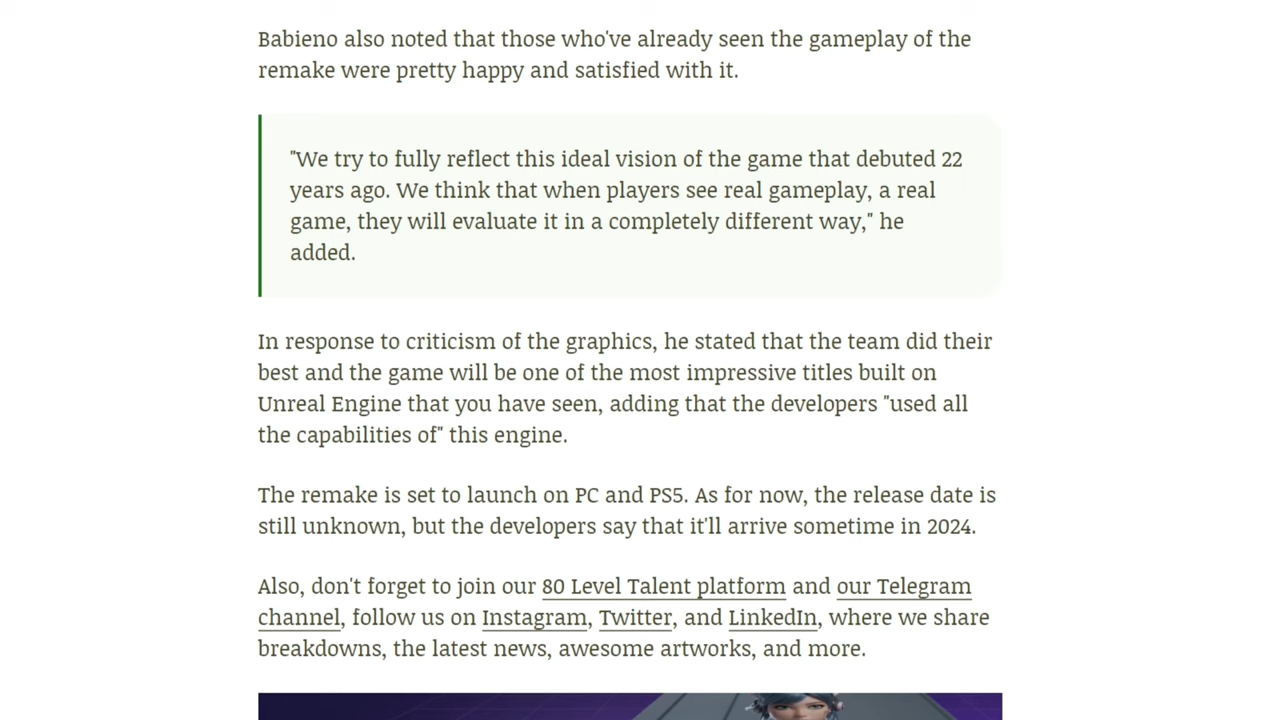 Babieno also noted that those who've already seen the gameplay of the
remake were pretty happy and satisfied with it.
"We try to fully reflect this ideal vision of the game that debuted 22
years ago. We think that when players see real gameplay, a real
game, they will evaluate it in a completely different way," he
added.
In response to criticism of the graphics, he stated that the team did their
best and the game will be one of the most impressive titles built on
Unreal Engine that you have seen, adding that the developers "used all
the capabilities of" this engine.
The remake is set to launch on PC and PS5. As for now, the release date is
still unknown, but the developers say that it'll arrive sometime in 2024.
Also, don't forget to join our 80 Level Talent platform and our Telegram
channel, follow us on Instagram, Twitter, and LinkedIn, where we share
breakdowns, the latest news, awesome artworks, and more.